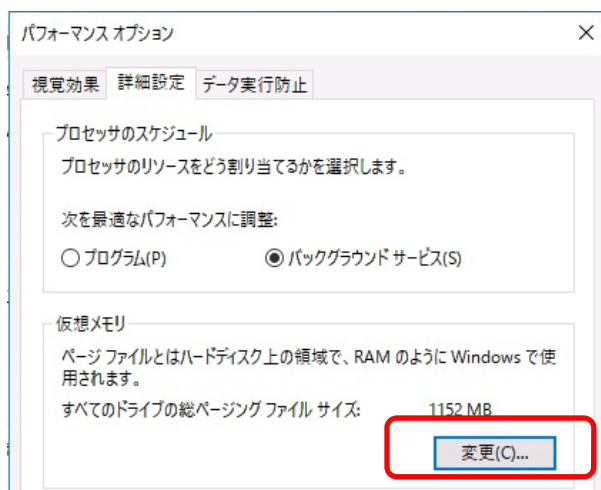 パフォーマンス オプション
視覚効果 詳細設定 データ実行防止
プロセッサのスケジュール
プロセッサのリソースをどう割り当てるかを選択します。
次を最適なパフォーマンスに調整:
プログラム(P) バックグラウンド サービス(S)
仮想メモリ
ページ ファイルとはハードディスク上の領域で、RAM のように Windows で使
用されます。
すべてのドライブの総ページング ファイル サイズ: 1152 MB
変更(C)...